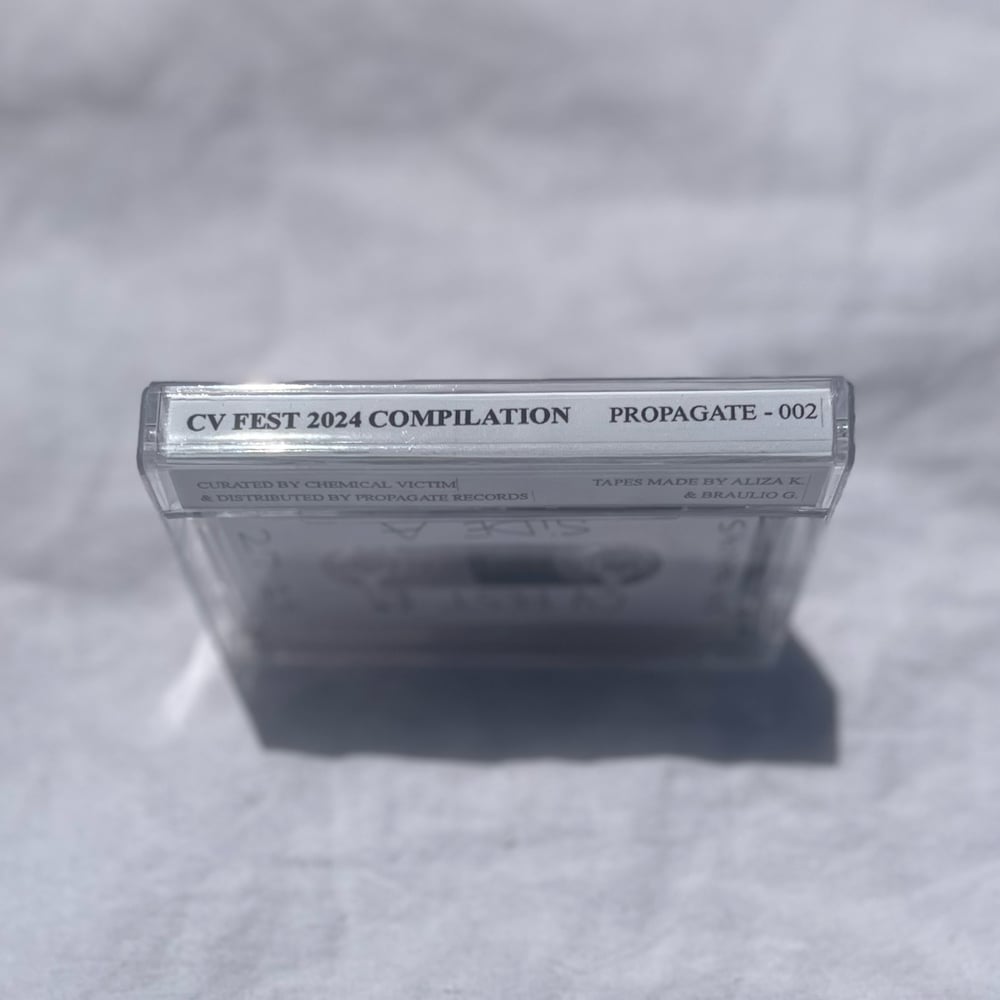 CV FEST 2024 COMPILATION PROPAGATE - 002
CURATED BY CHEMICAL VICTIM
& DISTRIBUTED BY PROPAGATE RECORDS
TAPES MADE BY ALIZA K.
& BRAULIO G.
SIDE A